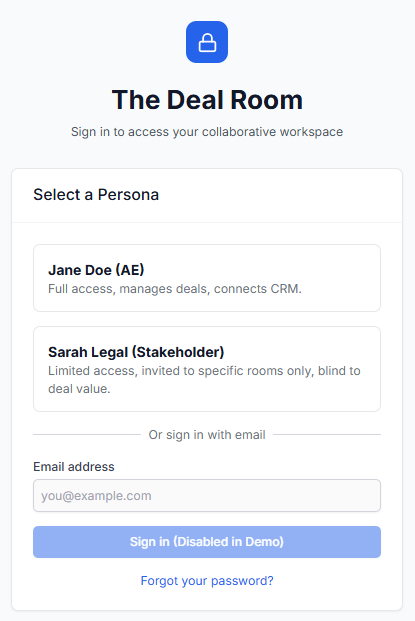 The Deal Room
Sign in to access your collaborative workspace
Select a Persona
Jane Doe (AE)
Full access, manages deals, connects CRM.
Sarah Legal (Stakeholder)
Limited access, invited to specific rooms only, blind to
deal value.
Or sign in with email
Email address
you@example.com
Sign in (Disabled in Demo)
Forgot your password?